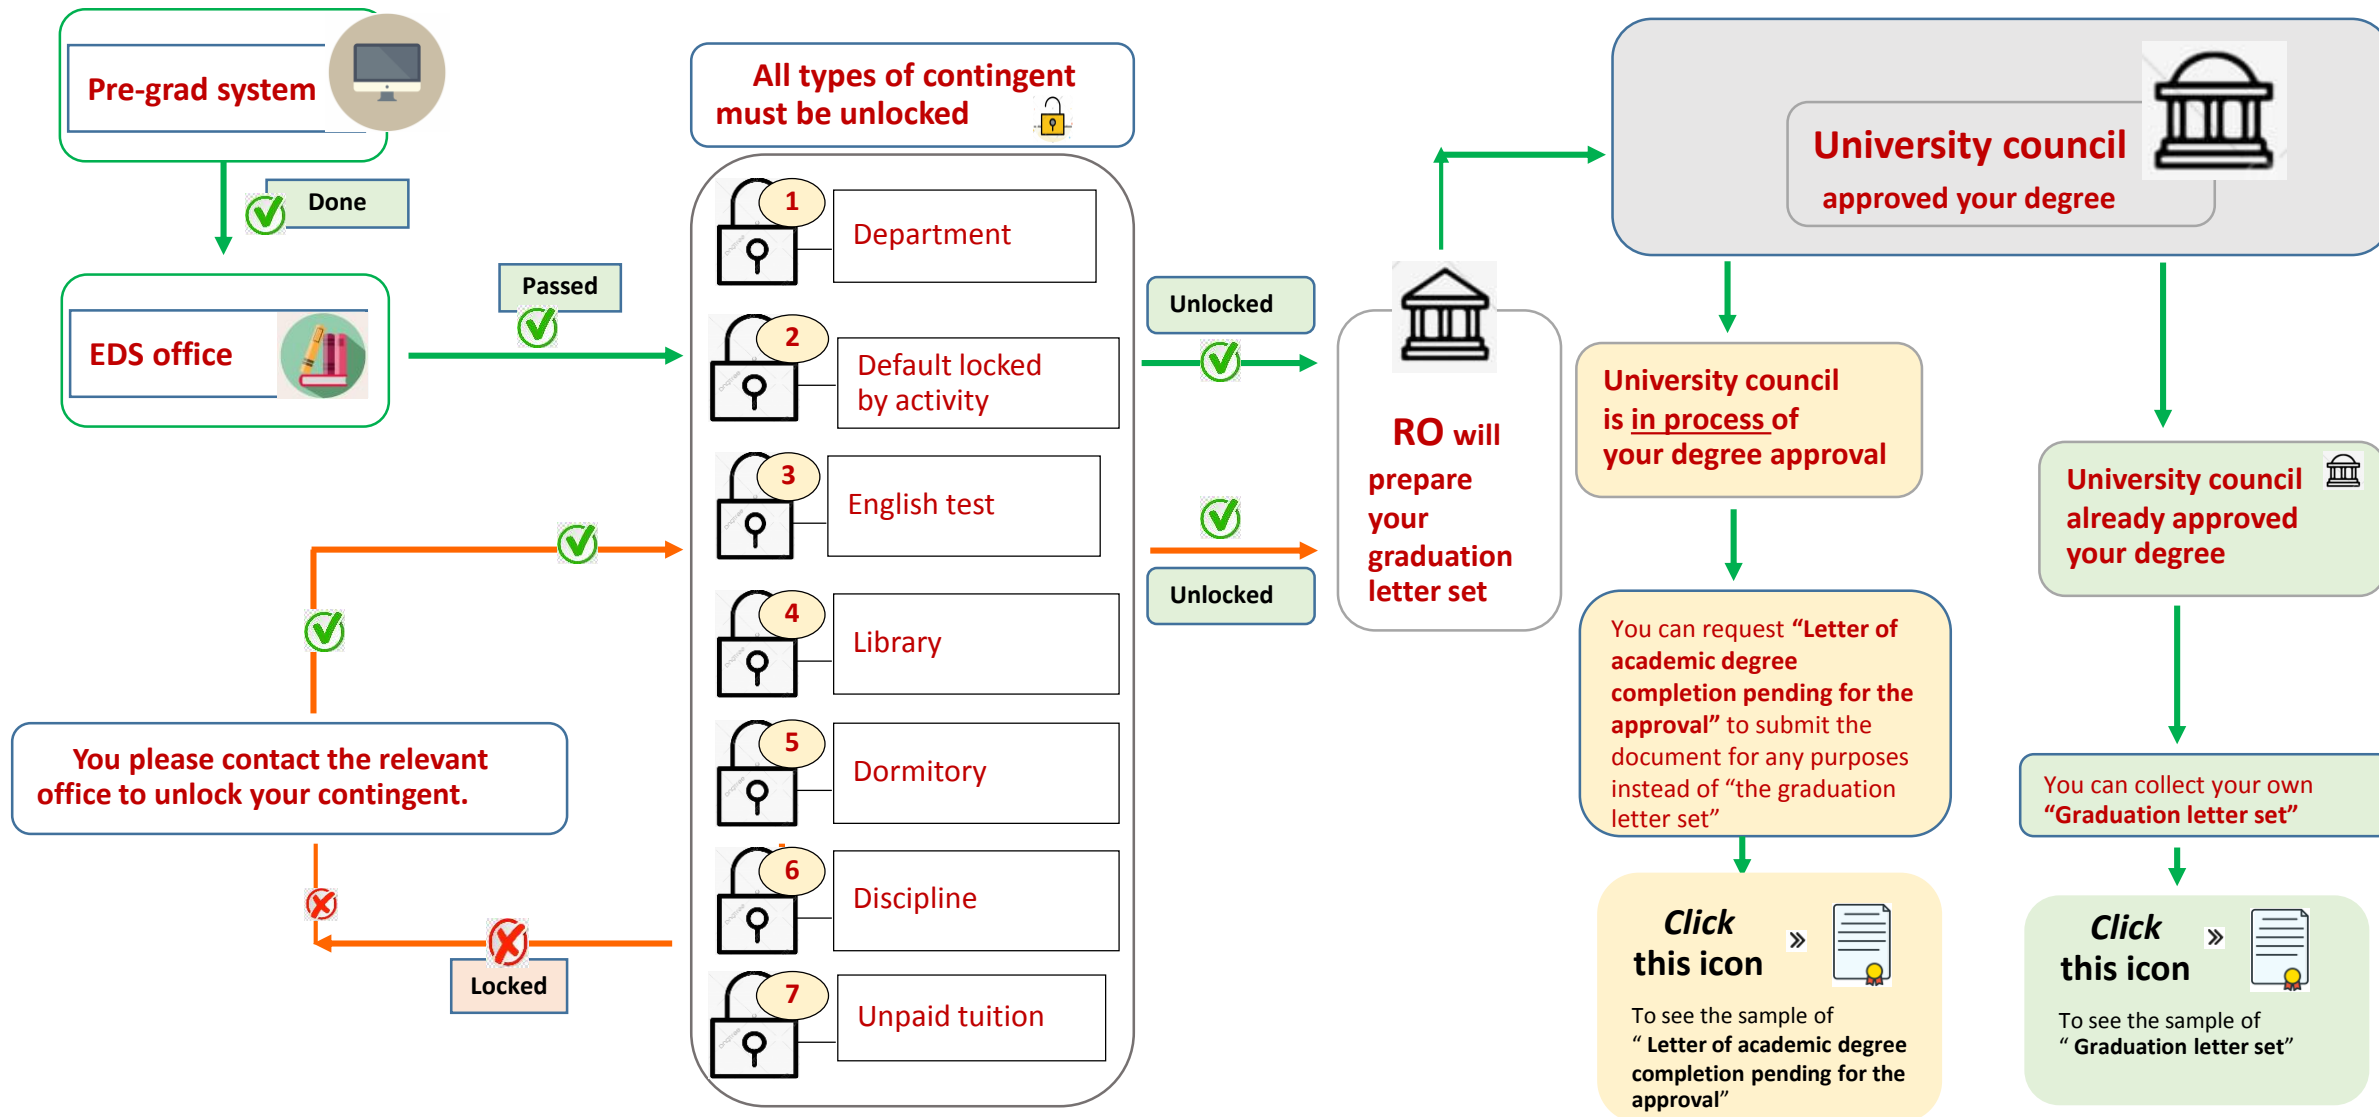 Pre-grad system
Done
EDS office
Passed
All types of contingent
must be unlocked
1
Department
2
Default locked
by activity
3
English test
4
Library
5
Dormitory
6
Discipline
7
Unpaid tuition
Locked
You please contact the relevant
office to unlock your contingent.
Unlocked
Unlocked
RO will
prepare
your
graduation
letter set
University council
approved your degree
University council
is in process of
your degree approval
You can request “Letter of
academic degree
completion pending for the
approval” to submit the
document for any purposes
instead of “the graduation
letter set”
Click
this icon
»
To see the sample of
“ Letter of academic degree
completion pending for the
approval”
University council
already approved
your degree
You can collect your own
“Graduation letter set”
Click
this icon
»
To see the sample of
“ Graduation letter set”